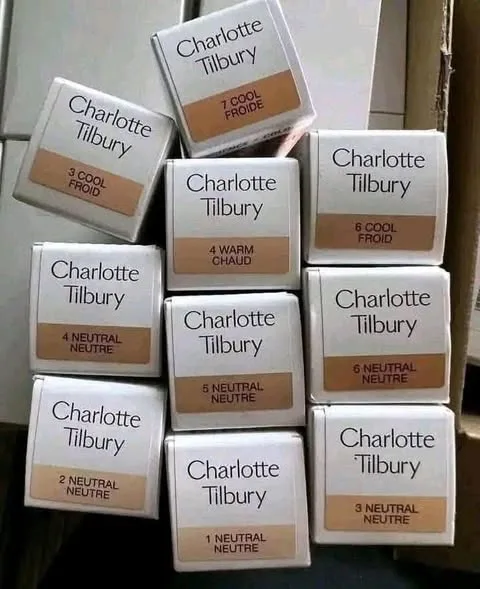 Charlotte
Tilbury
7 COOL
FROIDE
Charlotte
Tilbury
3 COOL
FROID
Charlotte
Tilbury
4 WARM
CHAUD
Charlotte
Tilbury
6 COOL
FROID
Charlotte
Tilbury
4 NEUTRAL
NEUTRE
Charlotte
Tilbury
5 NEUTRAL
NEUTRE
Charlotte
Tilbury
6 NEUTRAL
NEUTRE
Charlotte
Tilbury
2 NEUTRAL
NEUTRE
Charlotte
Tilbury
1 NEUTRAL
NEUTRE
Charlotte
Tilbury
3 NEUTRAL
NEUTRE